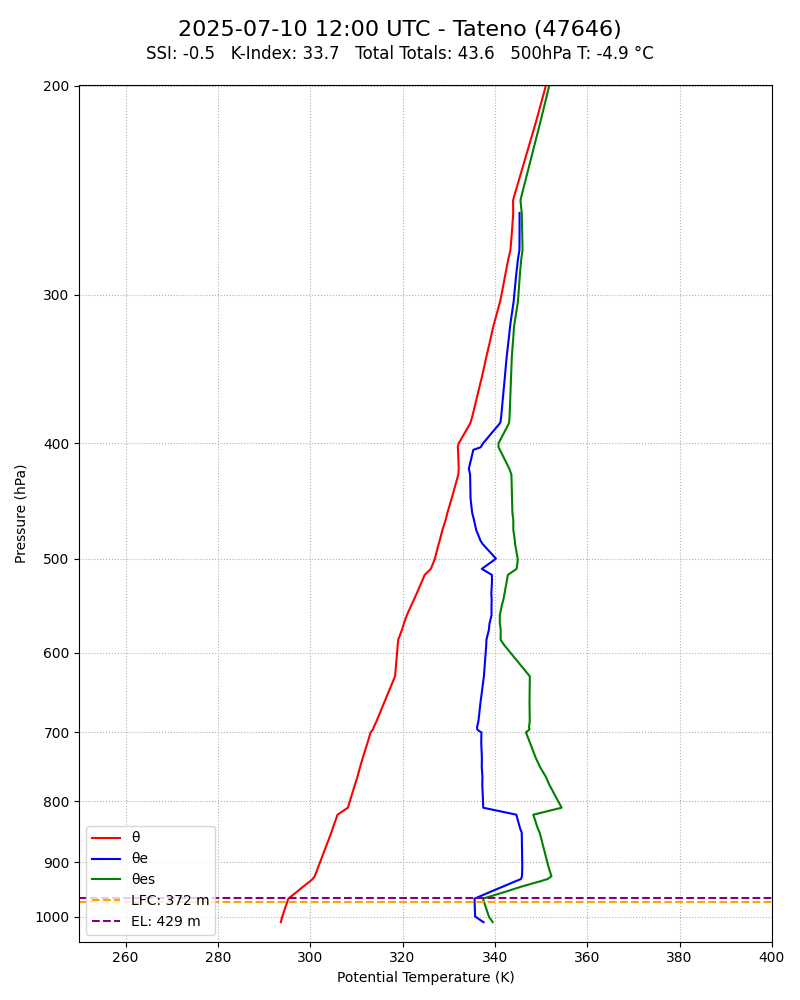 2025-07-10 12:00 UTC - Tateno (47646)
SSI: -0.5   K-Index: 33.7   Total Totals: 43.6   500hPa T: -4.9 °C
Pressure (hPa)
200
300
400
500
600
700
800
900
1000
θ
θe
θes
LFC: 372 m
EL: 429 m
260 280 300 320 340 360 380 400
Potential Temperature (K)